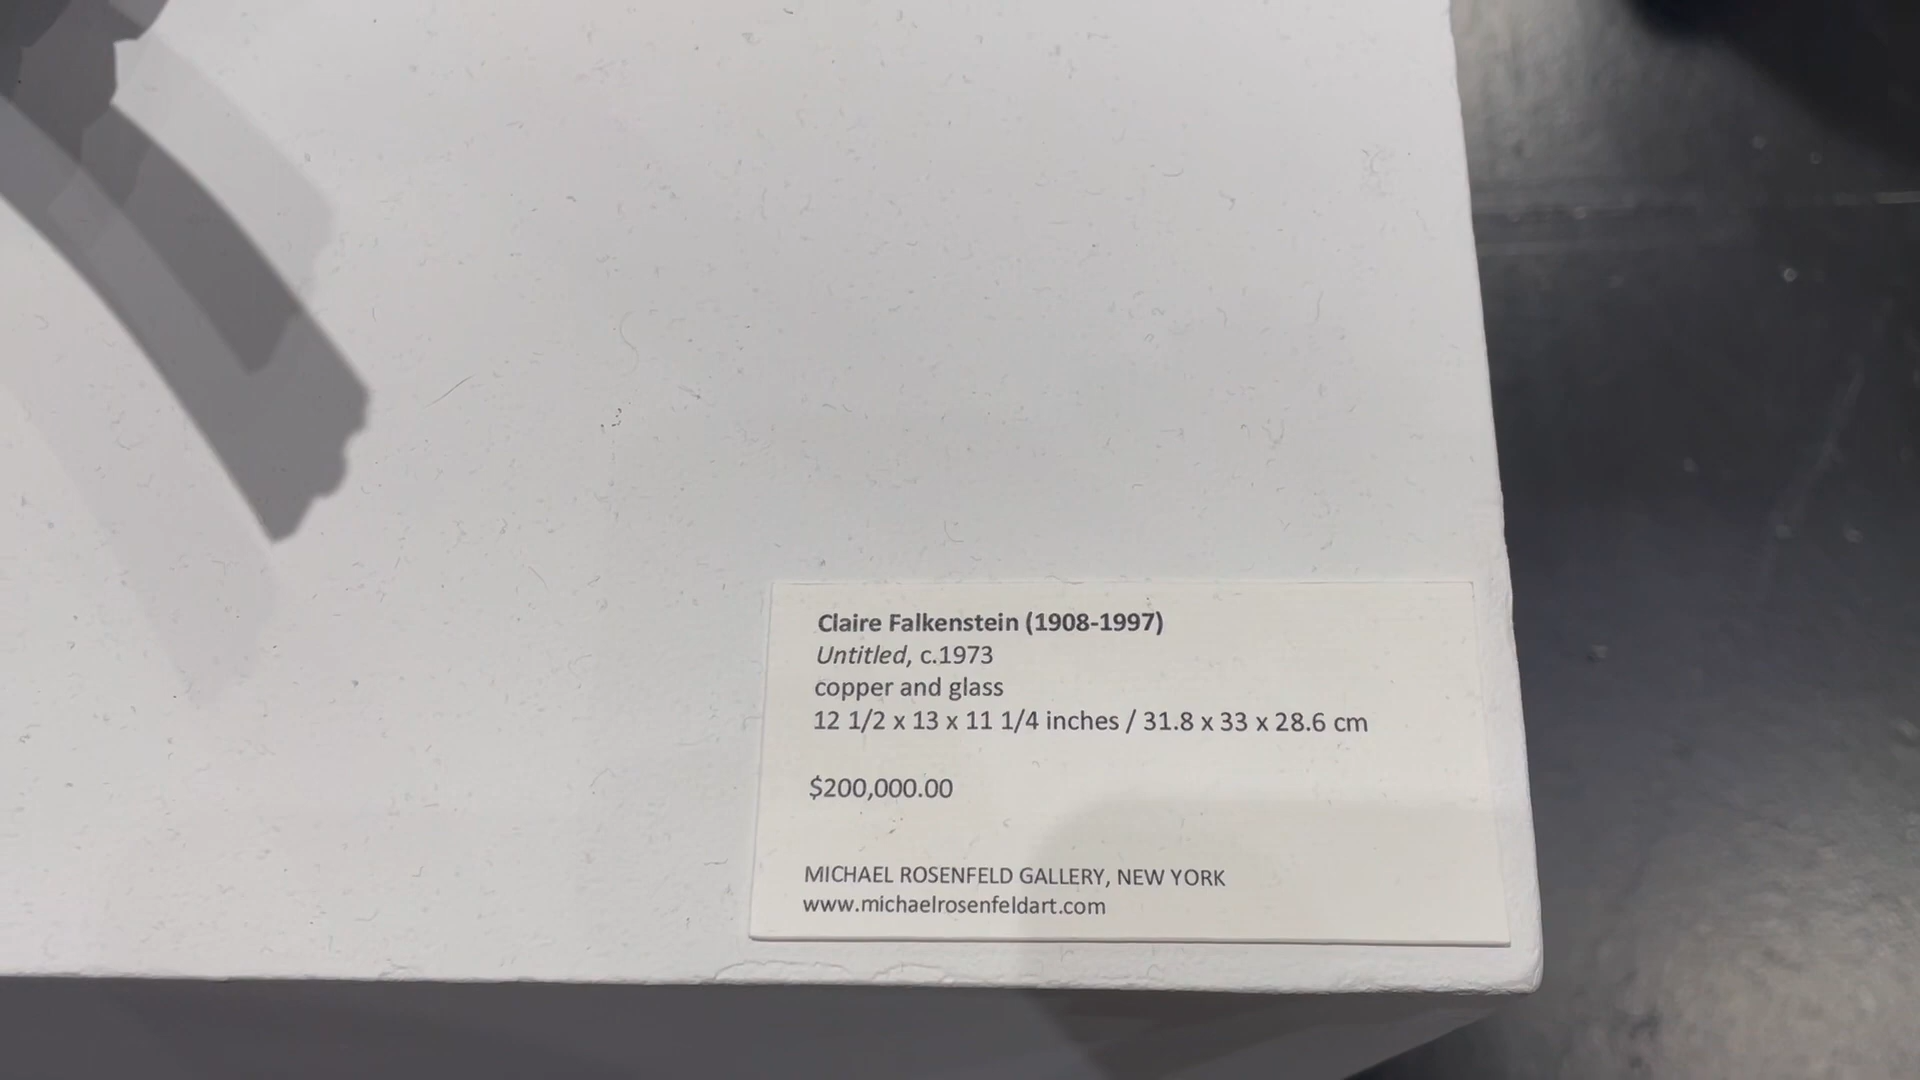 Claire Falkenstein (1908-1997)
Untitled, c.1973
copper and glass
12 1/2 x 13 x 11 1/4 inches / 31.8 x 33 x 28.6 cm
$200,000.00
MICHAEL ROSENFELD GALLERY, NEW YORK
www.michaelrosenfeldart.com